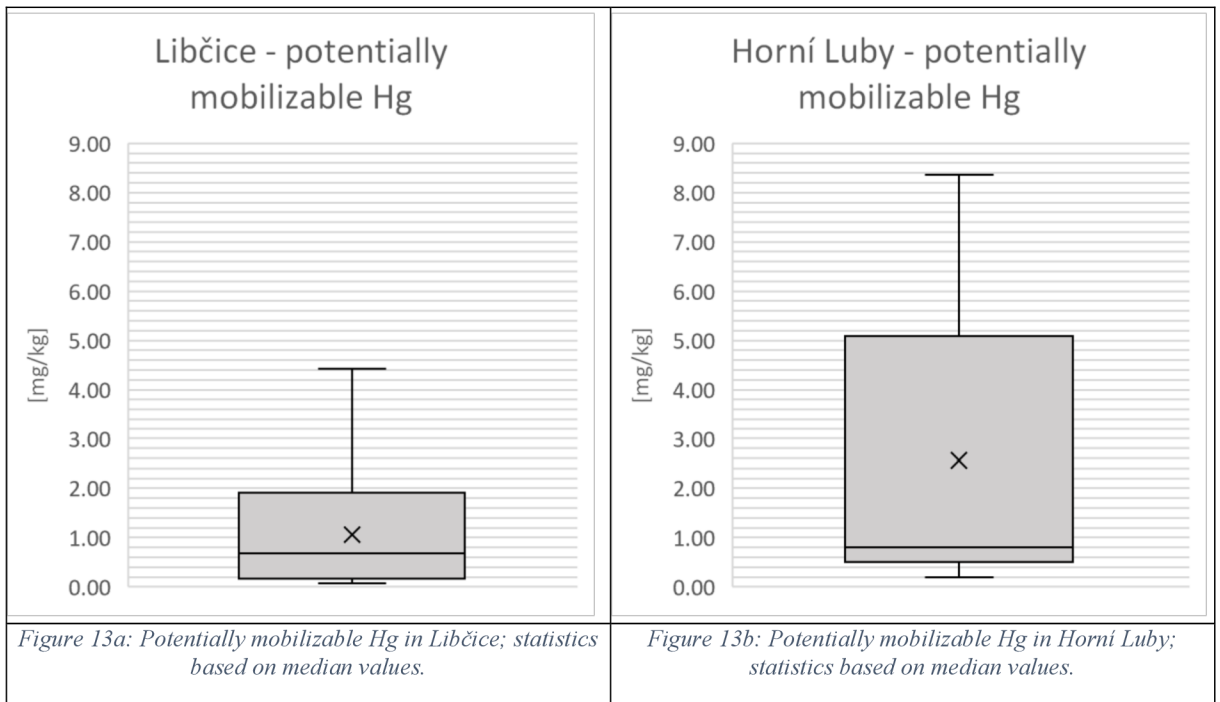 Libčice - potentially
mobilizable Hg
9.00
8.00
7.00
6.00
5.00
4.00
3.00
2.00
1.00
0.00
[mg/kg]
Figure 13a: Potentially mobilizable Hg in Libčice; statistics
based on median values.
Horní Luby - potentially
mobilizable Hg
9.00
8.00
7.00
6.00
5.00
4.00
3.00
2.00
1.00
0.00
[mg/kg]
Figure 13b: Potentially mobilizable Hg in Horní Luby;
statistics based on median values.